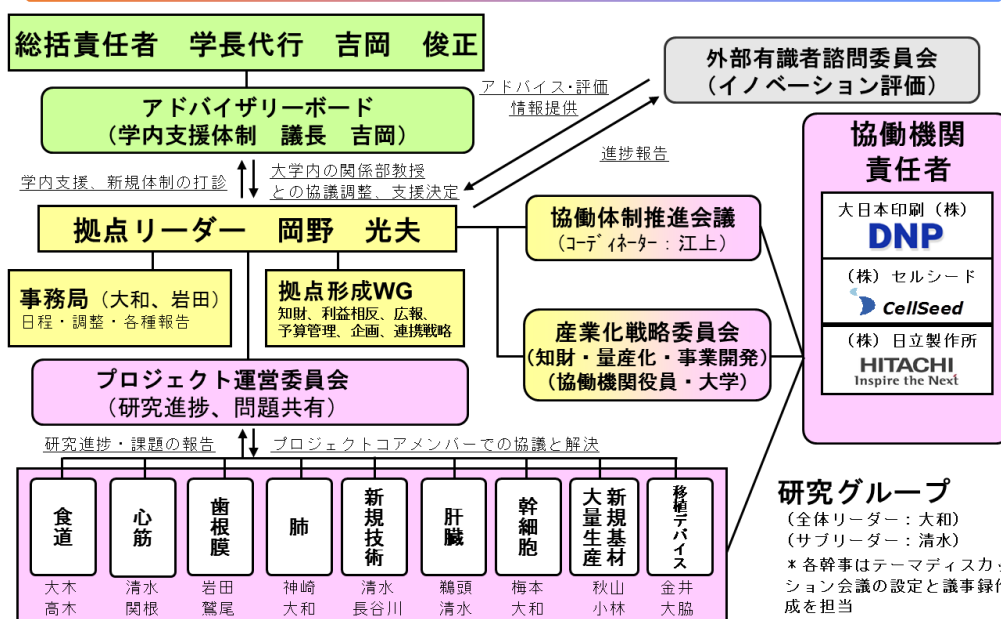 総括責任者　学長代行　吉岡　俊正
アドバイザリーボード
（学内支援体制　議長　吉岡）
外部有識者諮問委員会
（イノベーション評価）
アドバイス・評価
情報提供
進捗報告
学内支援、新規体制の打診
大学内の関係部教授
との協議調整、支援決定
拠点リーダー　岡野　光夫
事務局（大和、岩田）
日程・調整・各種報告
拠点形成WG
知財、利益相反、広報、
予算管理、企画、連携戦略
協働体制推進会議
（コーディネーター：江上）
産業化戦略委員会
（知財・量産化・事業開発）
（協働機関役員・大学）
協働機関
責任者
大日本印刷（株）
DNP
（株）セルシード
CellSeed
（株）日立製作所
HITACHI
Inspire the Next
プロジェクト運営委員会
（研究進捗、問題共有）
研究進捗・課題の報告
プロジェクトコアメンバーでの協議と解決
食道
大木
高木
心筋
清水
関根
歯根膜
岩田
鷲尾
肺
神崎
大和
新規技術
清水
長谷川
肝臓
鵜頭
清水
幹細胞
梅本
大和
新規基材
大量生産
秋山
小林
移植デバイス
金井
大脇
研究グループ
（全体リーダー：大和）
（サブリーダー：清水）
＊各幹事はテーマディスカッ
ション会議の設定と議事録作
成を担当